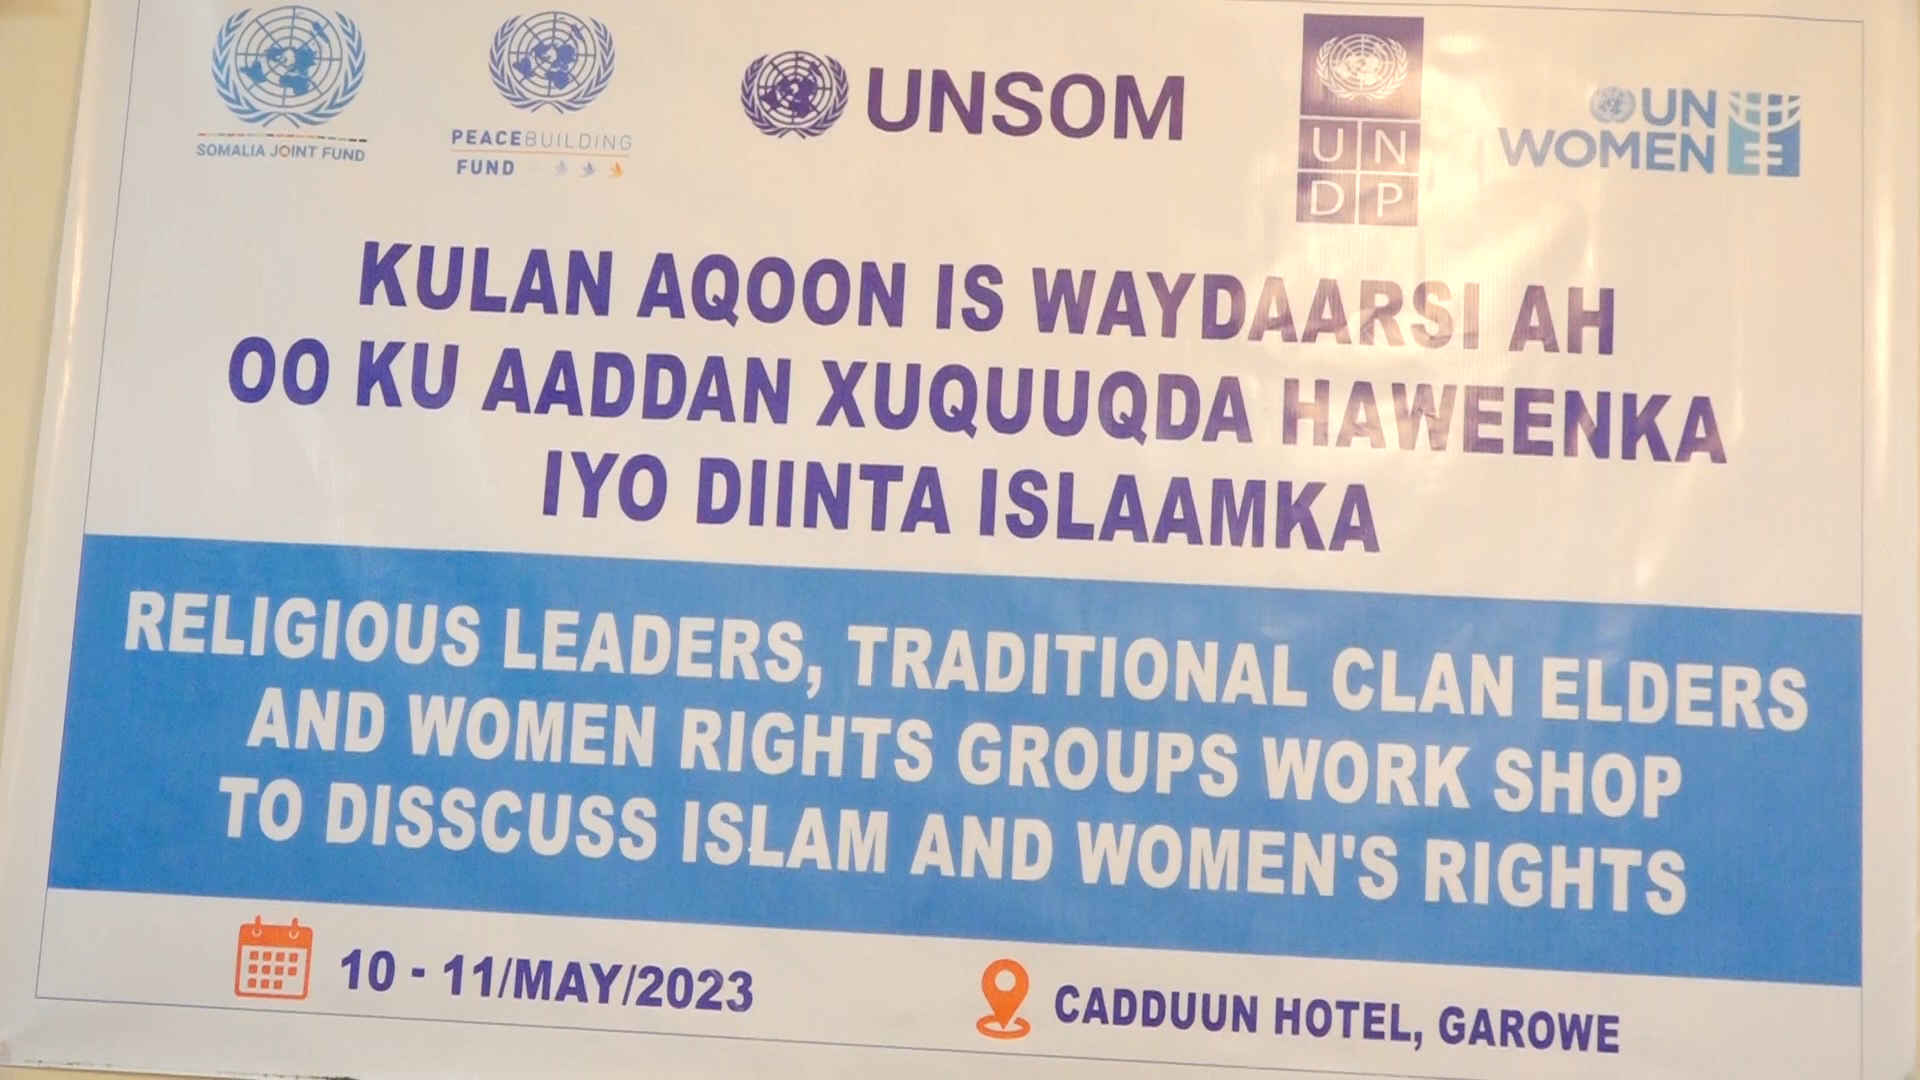 SOMALIA JOINT FUND
PEACEBUILDING
FUND
UNSOM
UN
DP
UN
WOMEN
KULAN AQOON IS WAYDAARSI AH
OO KU AADDAN XUQUUQDA HAWEENKA
IYO DIINTA ISLAAMKA
RELIGIOUS LEADERS, TRADITIONAL CLAN ELDERS
AND WOMEN RIGHTS GROUPS WORK SHOP
TO DISSCUSS ISLAM AND WOMEN'S RIGHTS
10 - 11/MAY/2023
CADDUUN HOTEL, GAROWE